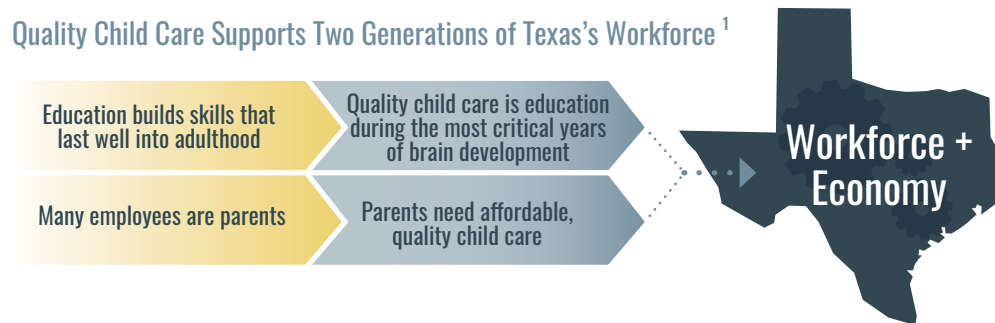 Quality Child Care Supports Two Generations of Texas's Workforce 1
Education builds skills that
last well into adulthood
Quality child care is education
during the most critical years
of brain development
Many employees are parents
Parents need affordable,
quality child care
Workforce +
Economy